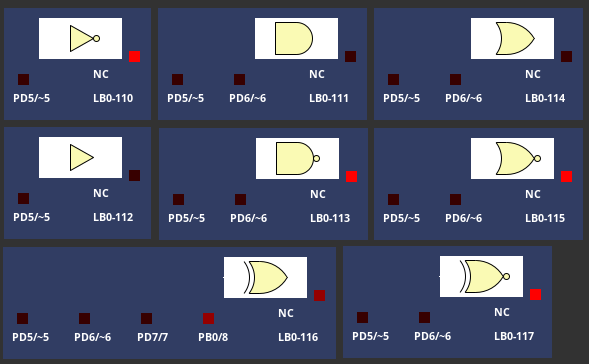 NC
PD5/~5 LB0-110
NC
PD5/~5 PD6/~6 LB0-111
NC
PD5/~5 PD6/~6 LB0-114
NC
PD5/~5 LB0-112
NC
PD5/~5 PD6/~6 LB0-113
NC
PD5/~5 PD6/~6 LB0-115
NC
PD5/~5 PD6/~6 PD7/7 PB0/8 LB0-116
NC
PD5/~5 PD6/~6 LB0-117